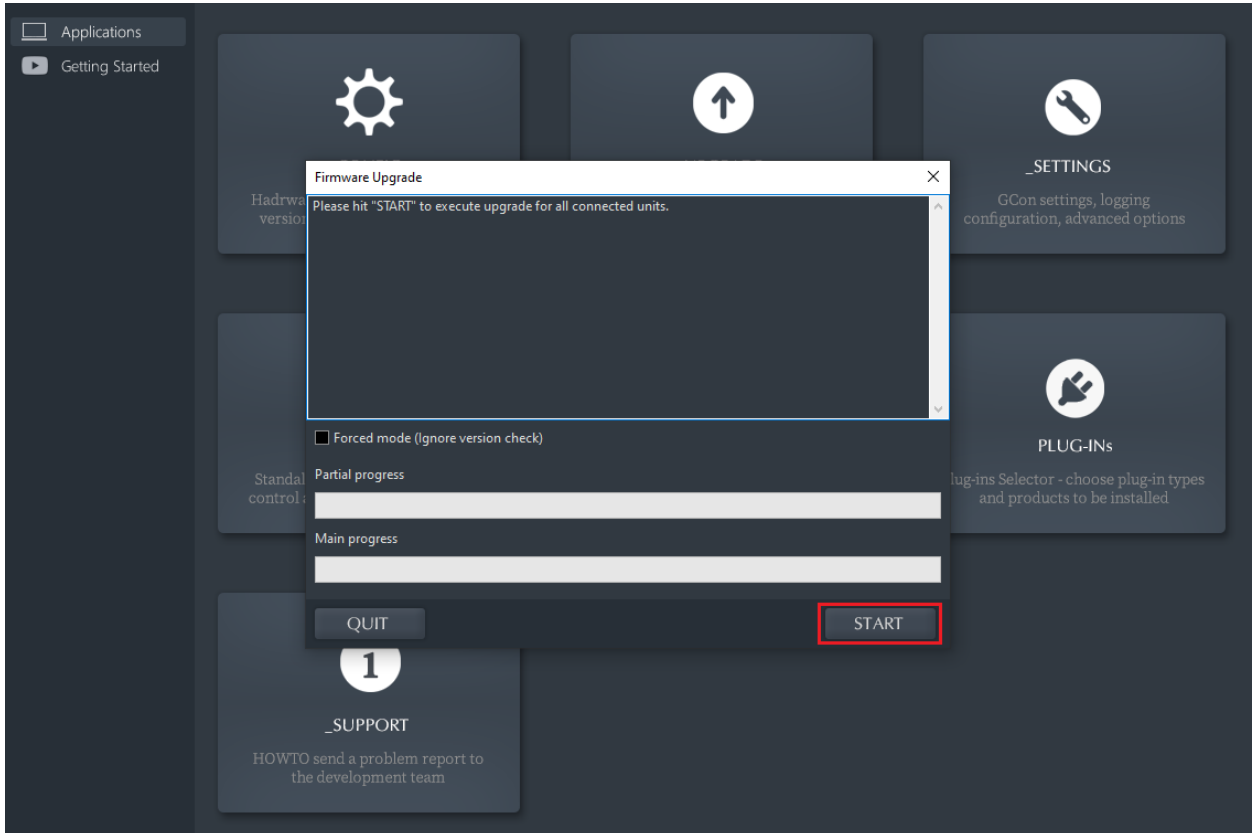 Applications
Getting Started
_SETTINGS
GCon settings, logging
configuration, advanced options
Hadrwa
version
Firmware Upgrade
Please hit "START" to execute upgrade for all connected units.
Forced mode (Ignore version check)
Partial progress
Main progress
QUIT
START
Standal
control
PLUG-INs
lug-ins Selector - choose plug-in types
and products to be installed
1
_SUPPORT
HOWTO send a problem report to
the development team